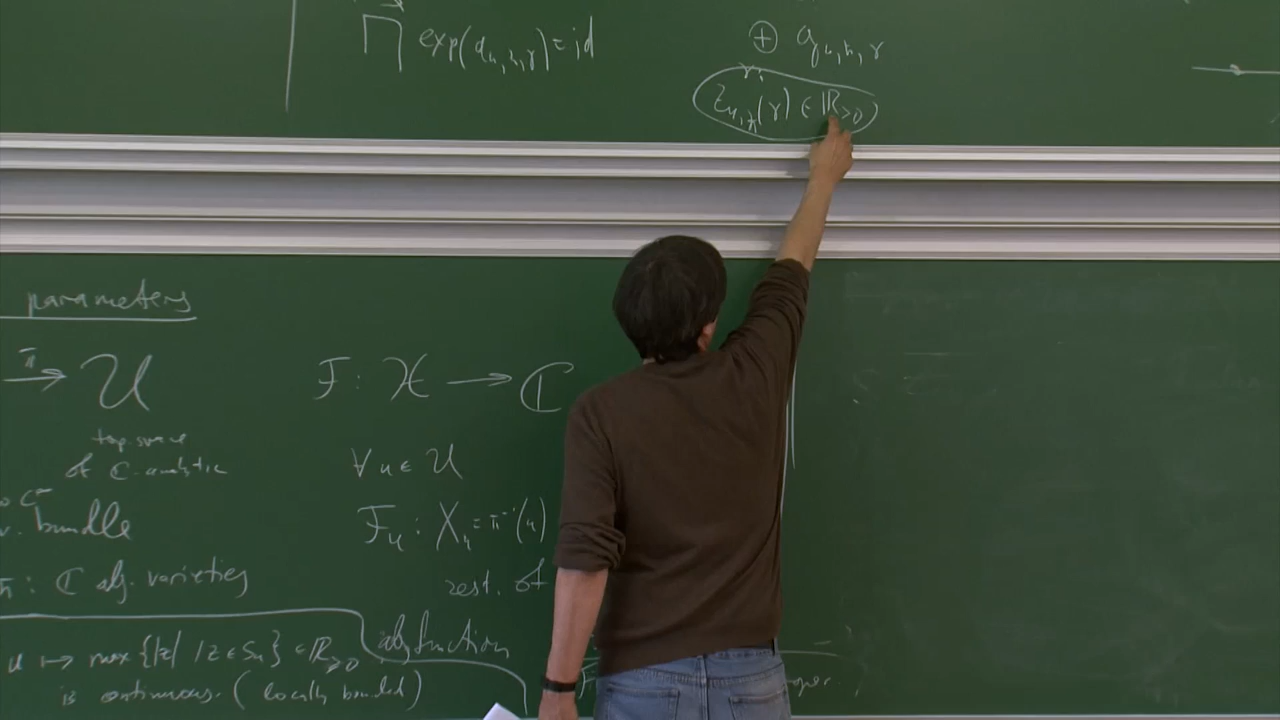 ∏ exp(a_{u,ℏ,γ}) = id
⊕ g_{u,ℏ,γ}
γ:
Z_{u,ℏ}(γ) ∈ ℝ_{>0}
parameters
π → U
top. space
of ℂ-analytic
C^∞
bundle
ℂ alg. varieties
u ↦ max{|z| / z ∈ S_u} ∈ ℝ_{≥0}
is continuous. (locally bounded)
F : X → ℂ
∀ u ∈ U
F_u : X_u = π^{-1}(u)
rest. of
alg function